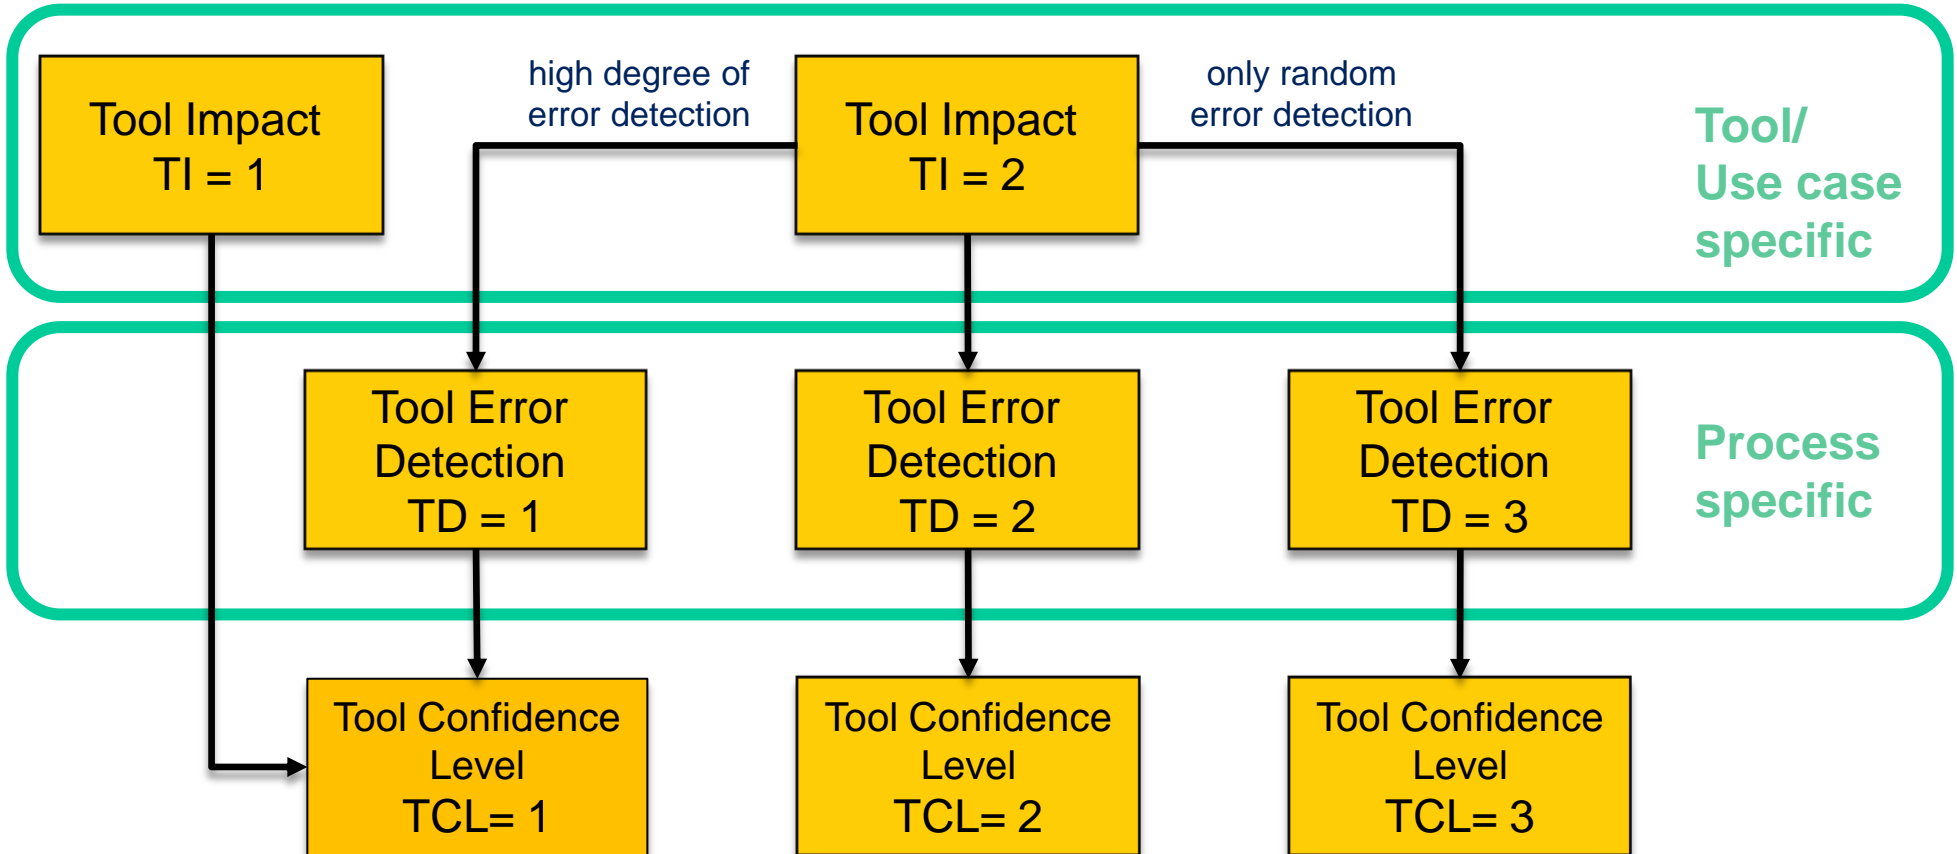 Tool Impact
TI = 1
high degree of
error detection
Tool Impact
TI = 2
only random
error detection
Tool/
Use case
specific
Tool Error
Detection
TD = 1
Tool Error
Detection
TD = 2
Tool Error
Detection
TD = 3
Process
specific
Tool Confidence
Level
TCL= 1
Tool Confidence
Level
TCL= 2
Tool Confidence
Level
TCL= 3